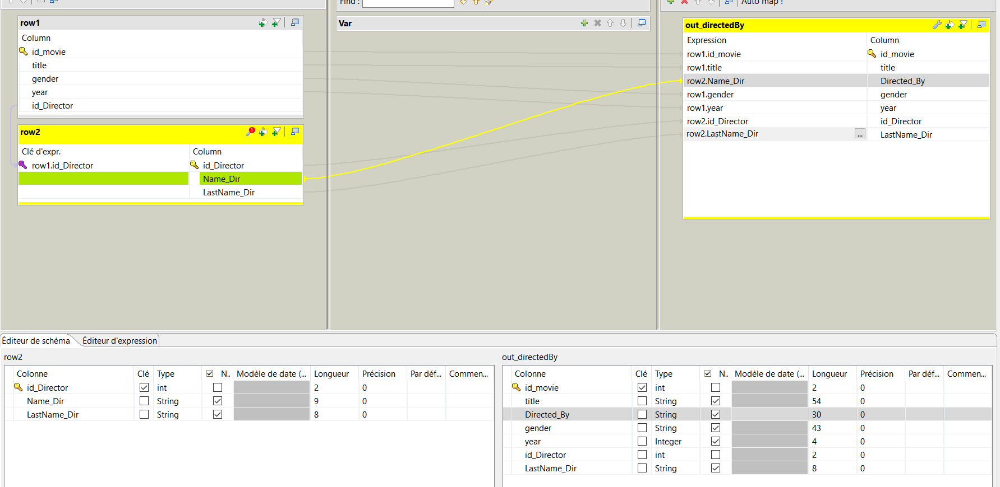 Find :
Auto map !
row1
Column
id_movie
title
gender
year
id_Director
row2
1
Clé d'expr. Column
row1.id_Director id_Director
Name_Dir
LastName_Dir
Var
out_directedBy
Expression Column
row1.id_movie id_movie
row1.title title
row2.Name_Dir Directed_By
row1.gender gender
row1.year year
row2.id_Director id_Director
row2.LastName_Dir ... LastName_Dir
Éditeur de schéma Éditeur d'expression
row2
Colonne Clé Type N.. Modèle de date (... Longueur Précision Par déf... Commen...
id_Director int 2 0
Name_Dir String 9 0
LastName_Dir String 8 0
out_directedBy
Colonne Clé Type N.. Modèle de date (... Longueur Précision Par déf... Commen...
id_movie int 2 0
title String 54 0
Directed_By String 30 0
gender String 43 0
year Integer 4 0
id_Director int 2 0
LastName_Dir String 8 0